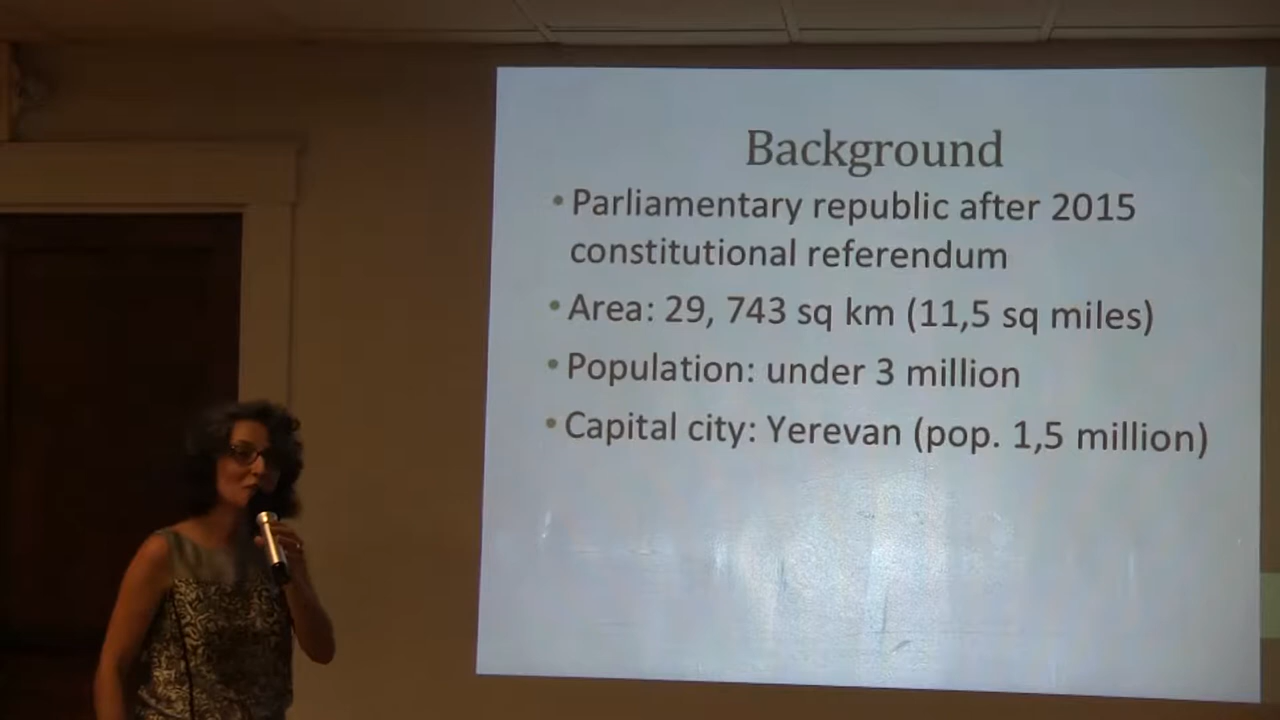 Background
• Parliamentary republic after 2015
constitutional referendum
• Area: 29, 743 sq km (11,5 sq miles)
• Population: under 3 million
• Capital city: Yerevan (pop. 1,5 million)